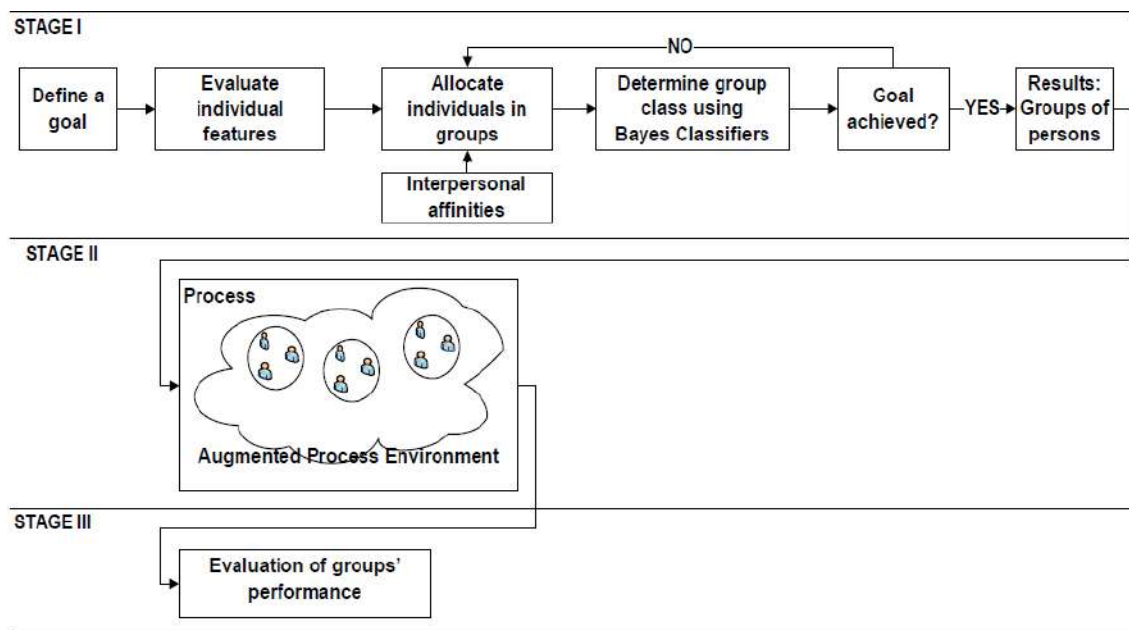 STAGE I
NO
Define a
goal
Evaluate
individual
features
Allocate
individuals in
groups
Determine group
class using
Bayes Classifiers
Goal
achieved?
YES
Results:
Groups of
persons
Interpersonal
affinities
STAGE II
Process
Augmented Process Environment
STAGE III
Evaluation of groups'
performance